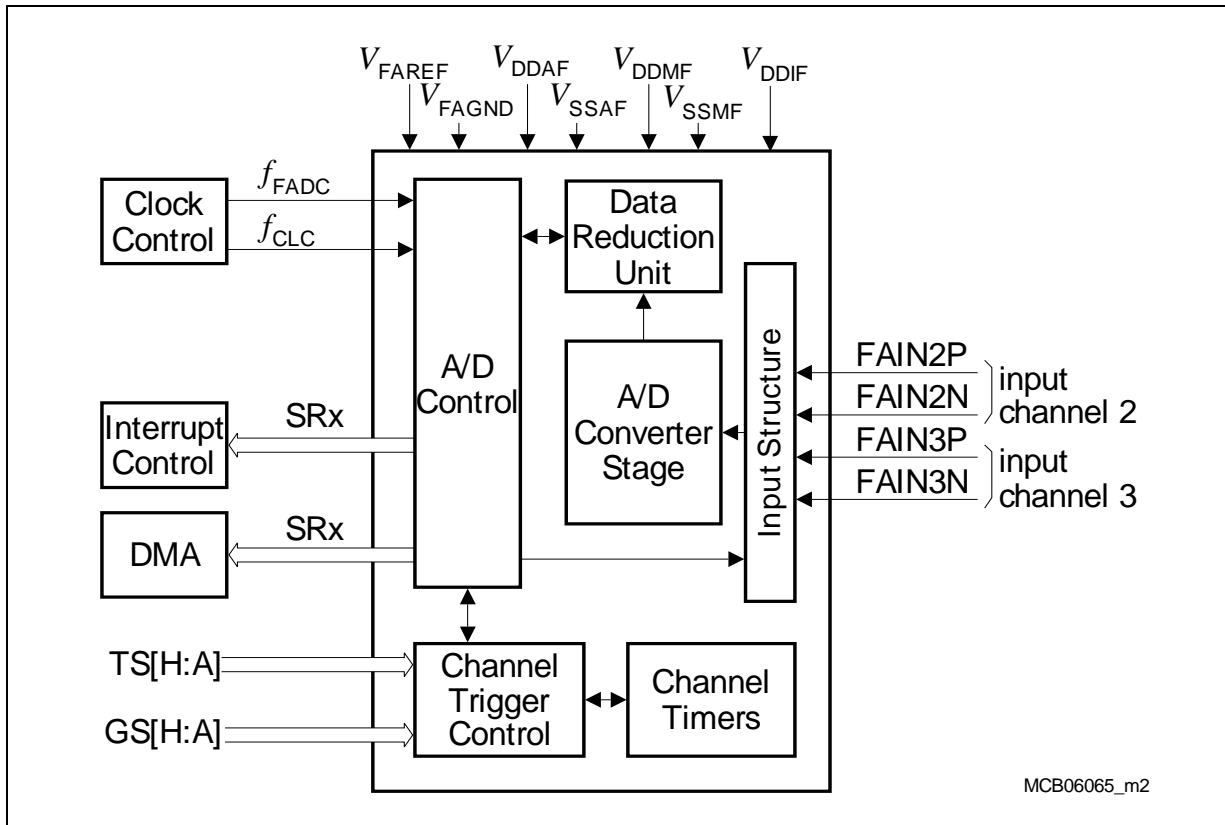 VFAREF
VDDAF
VDDMF
VDDIF
VFAGND
VSSAF
VSSMF
Clock
Control
fFADC
fCLC
A/D
Control
Data
Reduction
Unit
A/D
Converter
Stage
Input Structure
FAIN2P
FAIN2N
input
channel 2
FAIN3P
FAIN3N
input
channel 3
Interrupt
Control
SRx
DMA
SRx
TS[H:A]
GS[H:A]
Channel
Trigger
Control
Channel
Timers
MCB06065_m2